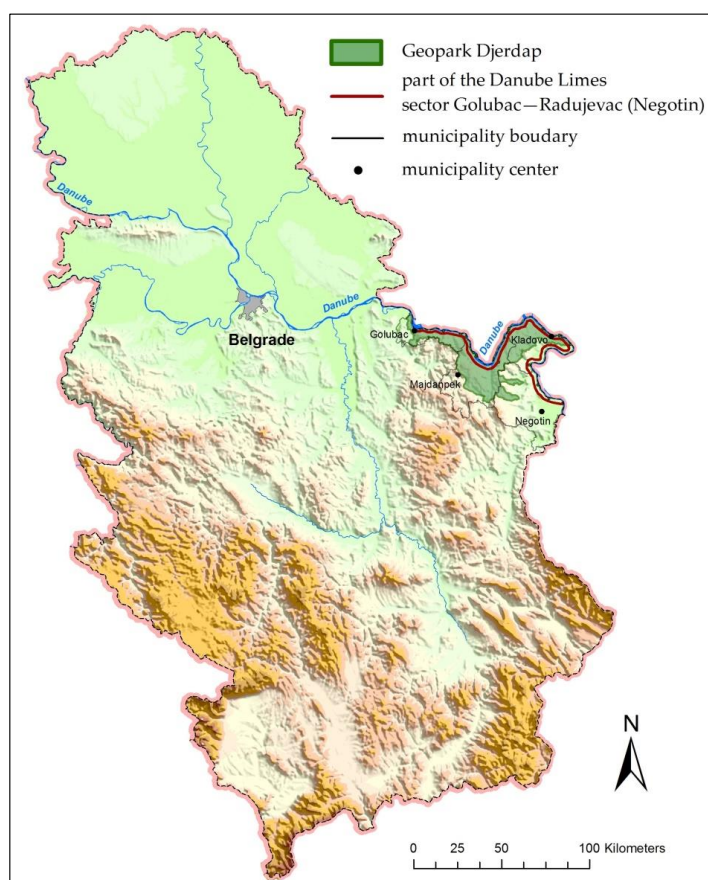 Geopark Djerdap
part of the Danube Limes
sector Golubac—Radujevac (Negotin)
municipality boudary
municipality center
Danube
Danube
Belgrade
Golubac
Danube
Kladovo
Majdanpek
Negotin
N
0 25 50 100 Kilometers